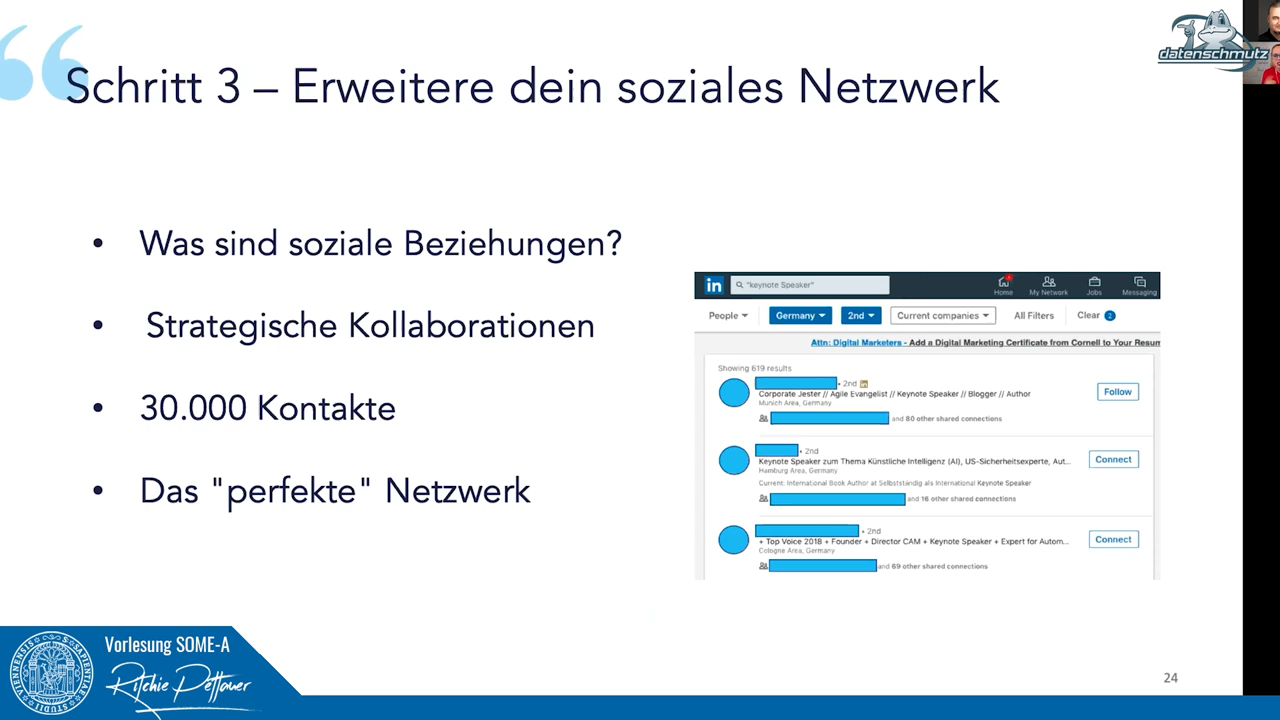 datenschmutz
Schritt 3 – Erweitere dein soziales Netzwerk
• Was sind soziale Beziehungen?
• Strategische Kollaborationen
• 30.000 Kontakte
• Das "perfekte" Netzwerk
in "keynote Speaker" Home My Network Jobs Messaging
People Germany 2nd Current companies All Filters Clear 2
Attn: Digital Marketers - Add a Digital Marketing Certificate from Cornell to Your Resum
Showing 619 results
• 2nd in
Corporate Jester // Agile Evangelist // Keynote Speaker // Blogger // Author
Follow
Munich Area, Germany
and 80 other shared connections
• 2nd
Keynote Speaker zum Thema Künstliche Intelligenz (AI), US-Sicherheitsexperte, Aut...
Connect
Hamburg Area, Germany
Current: International Book Author at Selbstständig als International Keynote Speaker
and 16 other shared connections
• 2nd
+ Top Voice 2018 + Founder + Director CAM + Keynote Speaker + Expert for Autom...
Connect
Cologne Area, Germany
and 69 other shared connections
Vorlesung SOME-A
Ritchie Pettauer
24